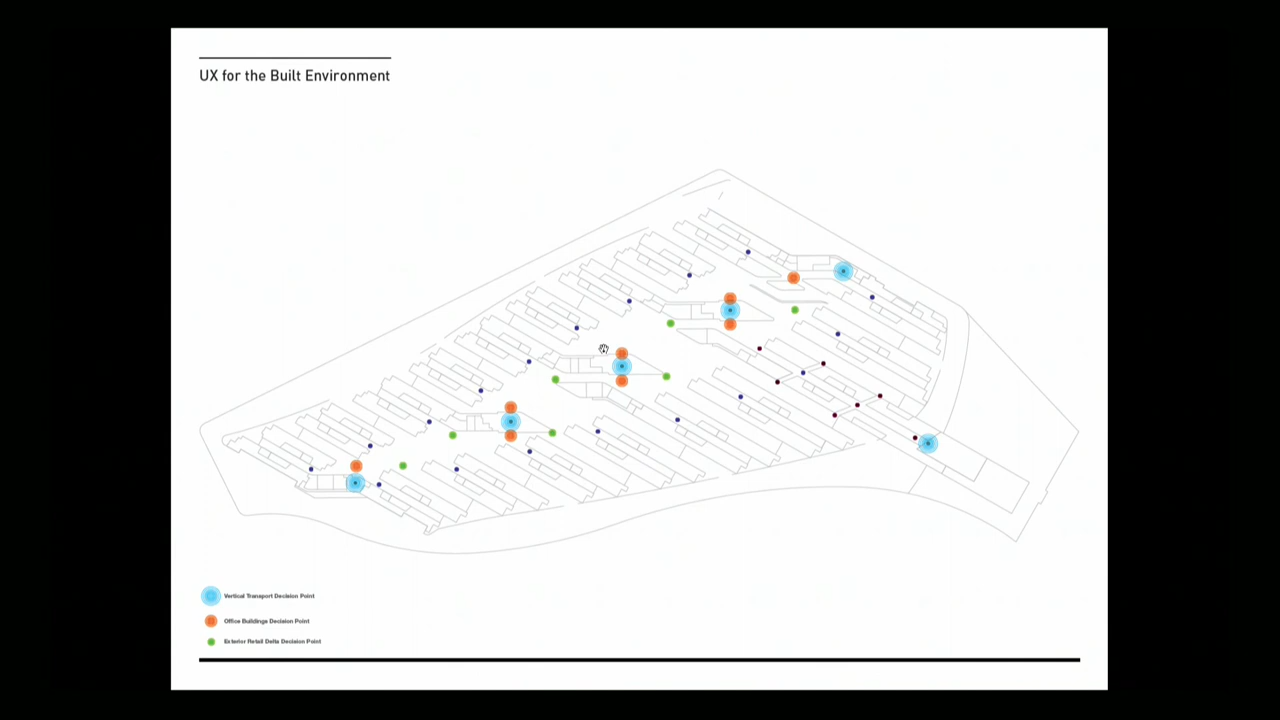 UX for the Built Environment
Vertical Transport Decision Point
Office Buildings Decision Point
Exterior Retail Delta Decision Point